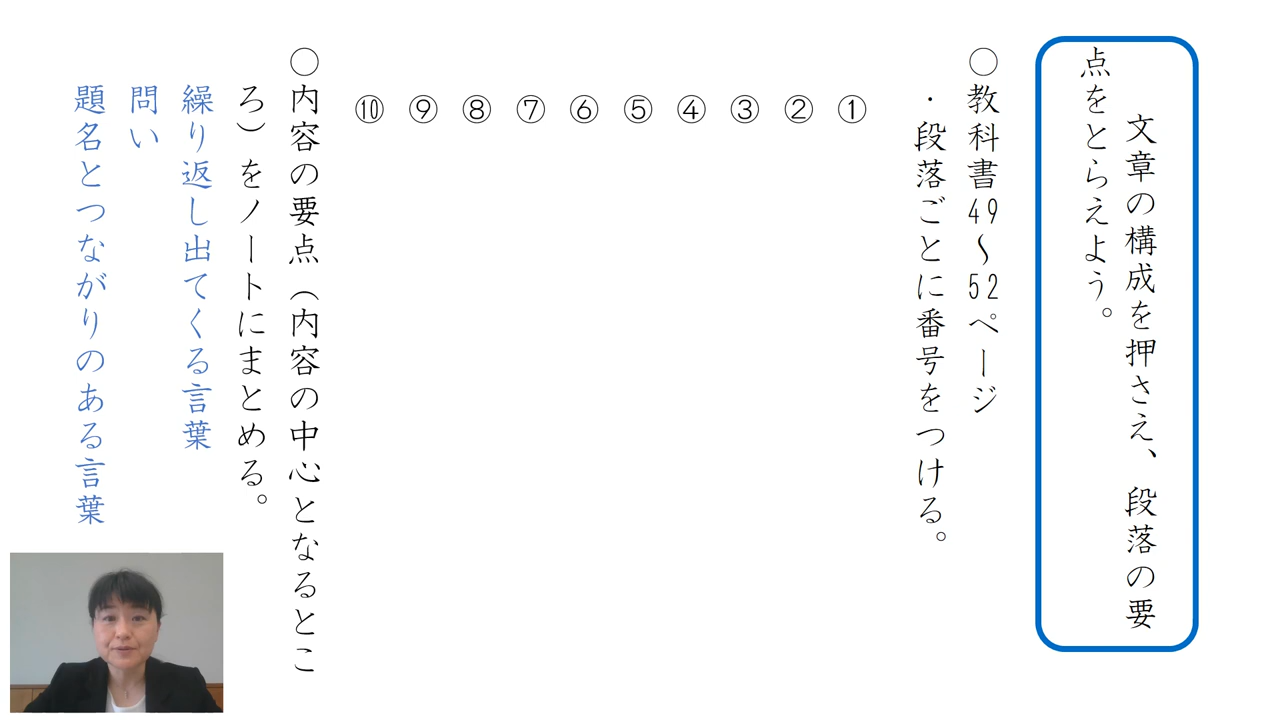 文章の構成を押さえ、段落の要
点をとらえよう。
○教科書49～52ページ
・段落ごとに番号をつける。
①
②
③
④
⑤
⑥
⑦
⑧
⑨
⑩
○内容の要点（内容の中心となるとこ
ろ）をノートにまとめる。
繰り返し出てくる言葉
問い
題名とつながりのある言葉